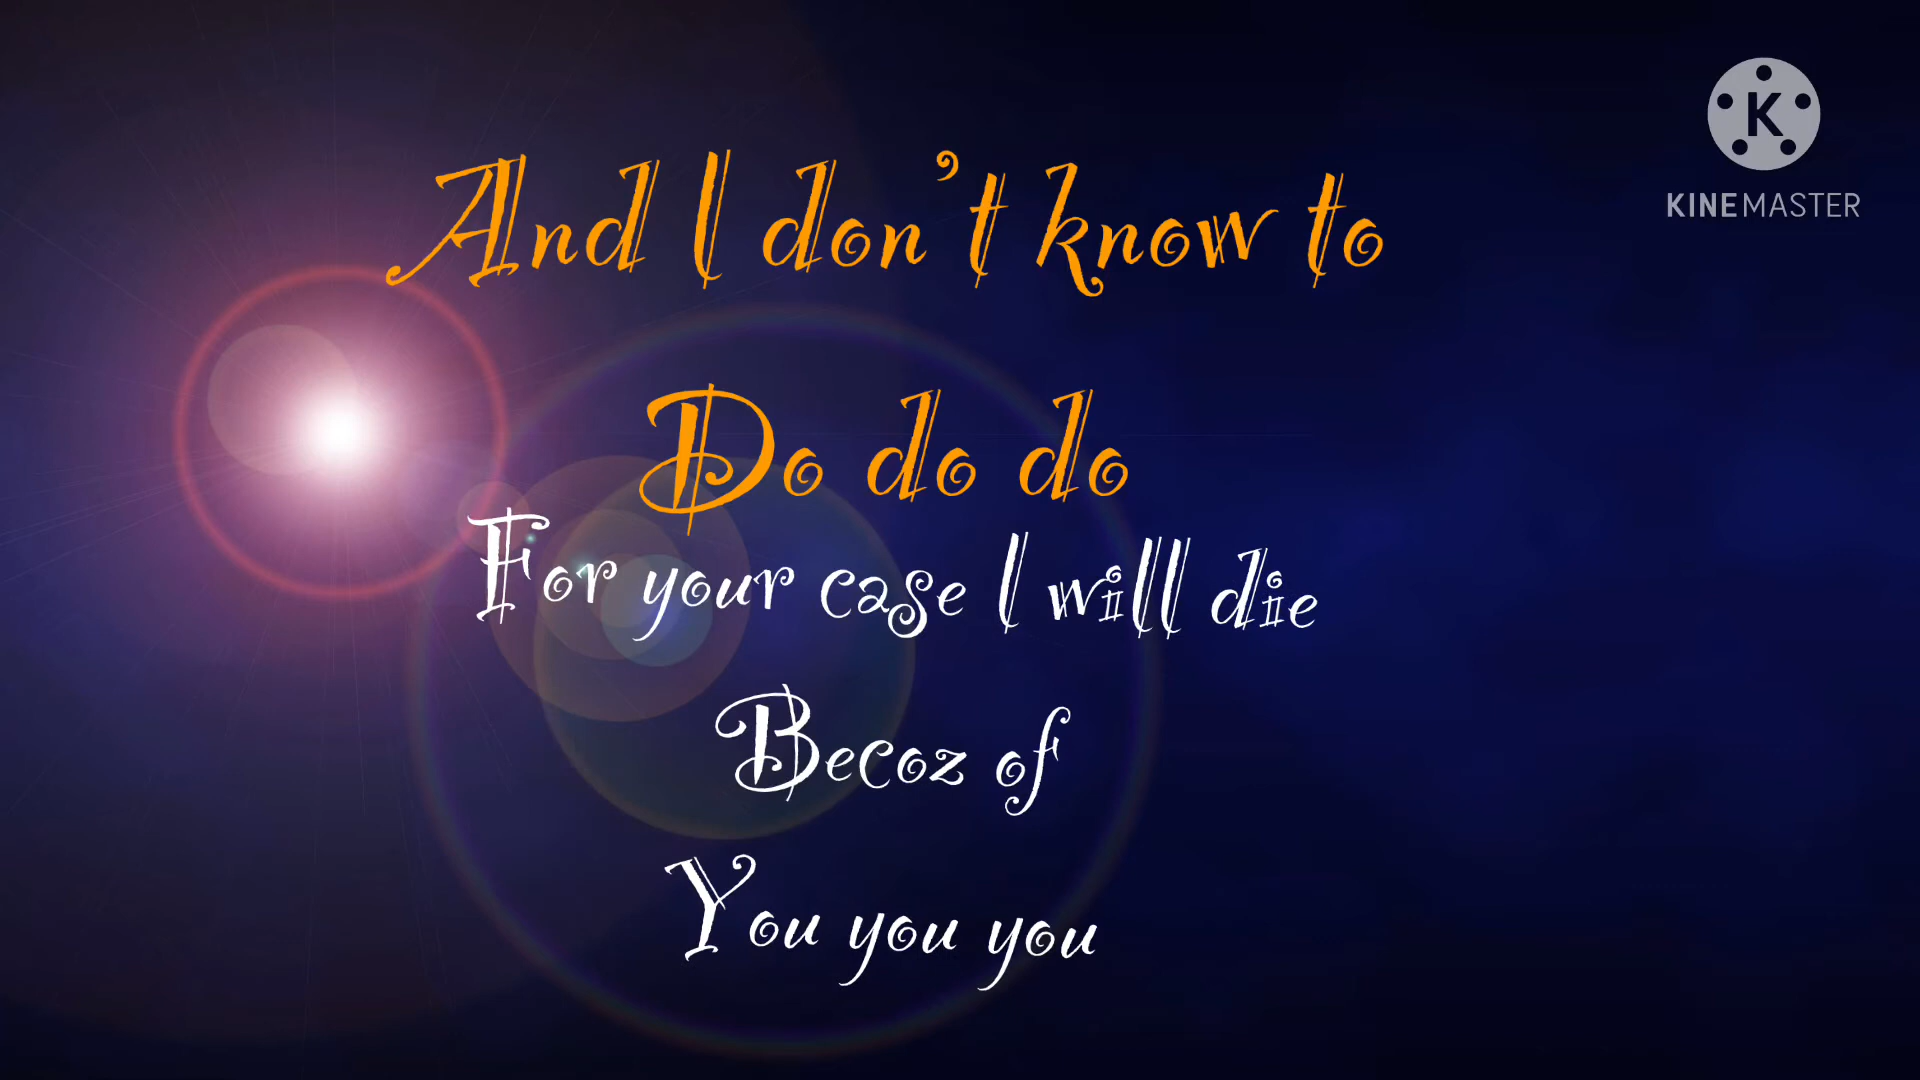 K
KINEMASTER
And I don't know to
Do do do
For your case I will die
Becoz of
You you you